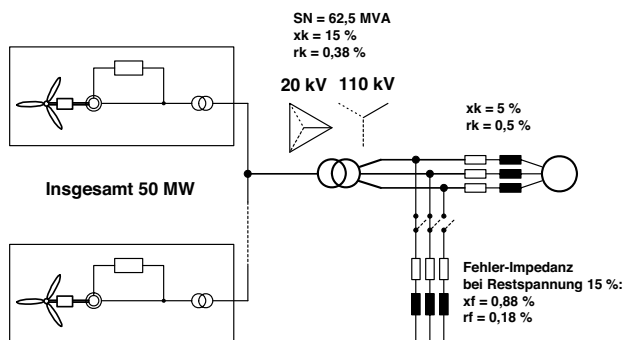 SN = 62,5 MVA
xk = 15 %
rk = 0,38 %
20 kV 110 kV
xk = 5 %
rk = 0,5 %
Insgesamt 50 MW
Fehler-Impedanz
bei Restspannung 15 %:
xf = 0,88 %
rf = 0,18 %